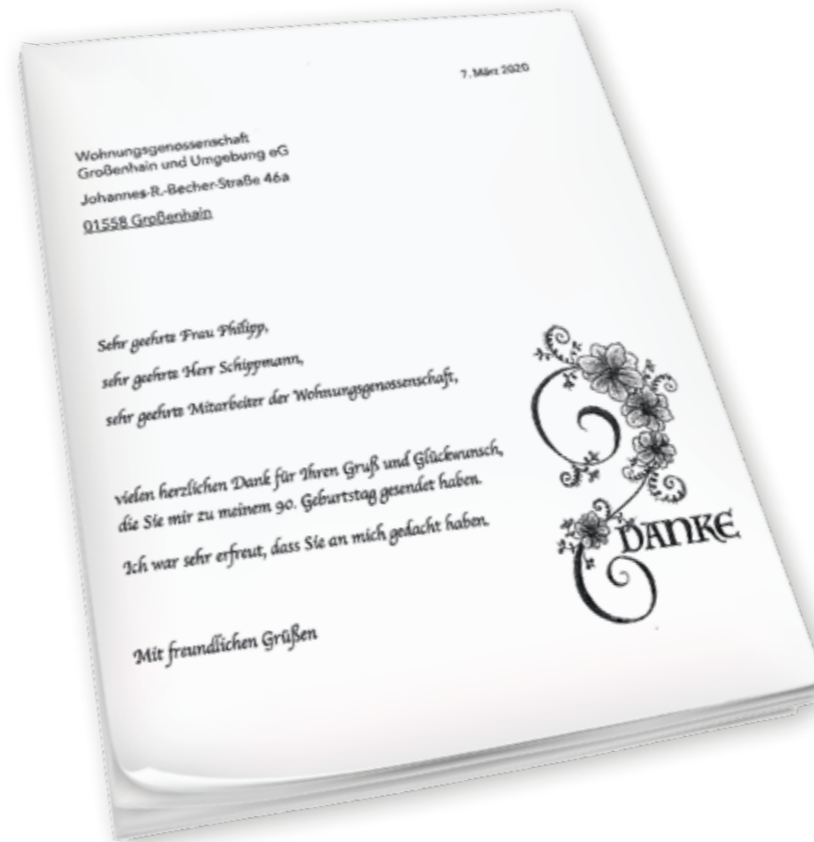 7. März 2020
Wohnungsgenossenschaft
Großenhain und Umgebung eG
Johannes-R.-Becher-Straße 46a
01558 Großenhain
Sehr geehrte Frau Philipp,
sehr geehrte Herr Schippmann,
sehr geehrte Mitarbeiter der Wohnungsgenossenschaft,
vielen herzlichen Dank für Ihren Gruß und Glückwunsch,
die Sie mir zu meinem 90. Geburtstag gesendet haben.
Ich war sehr erfreut, dass Sie an mich gedacht haben.
DANKE
Mit freundlichen Grüßen